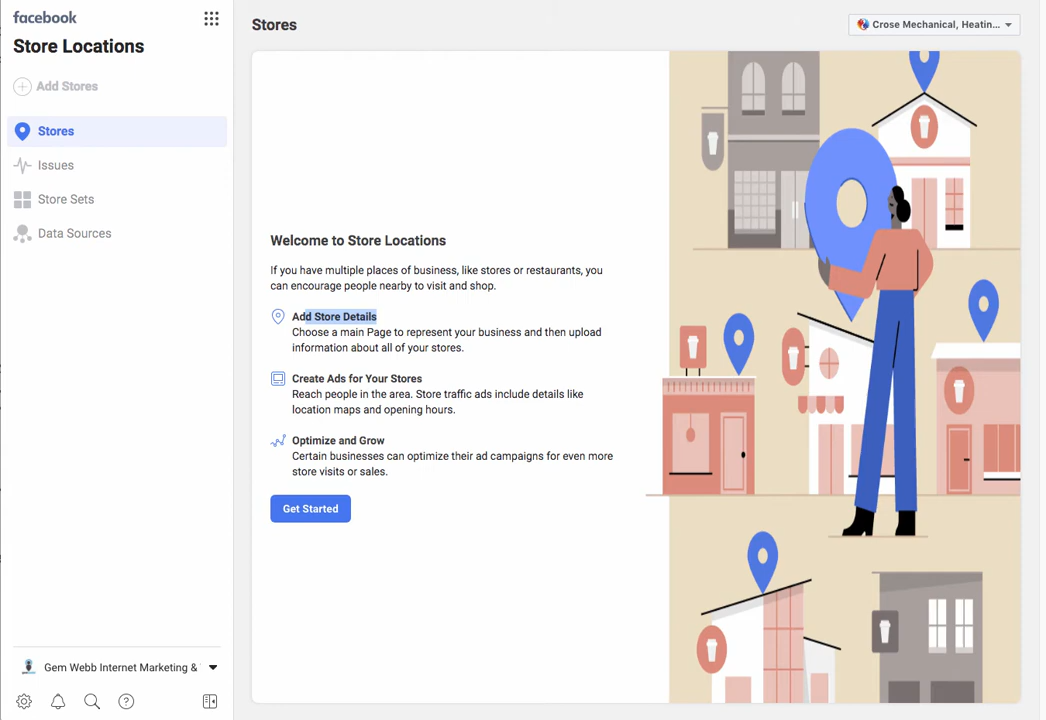 facebook
Store Locations
Add Stores
Stores
Issues
Store Sets
Data Sources
Gem Webb Internet Marketing &
Stores
Crose Mechanical, Heatin...
Welcome to Store Locations
If you have multiple places of business, like stores or restaurants, you
can encourage people nearby to visit and shop.
Add Store Details
Choose a main Page to represent your business and then upload
information about all of your stores.
Create Ads for Your Stores
Reach people in the area. Store traffic ads include details like
location maps and opening hours.
Optimize and Grow
Certain businesses can optimize their ad campaigns for even more
store visits or sales.
Get Started